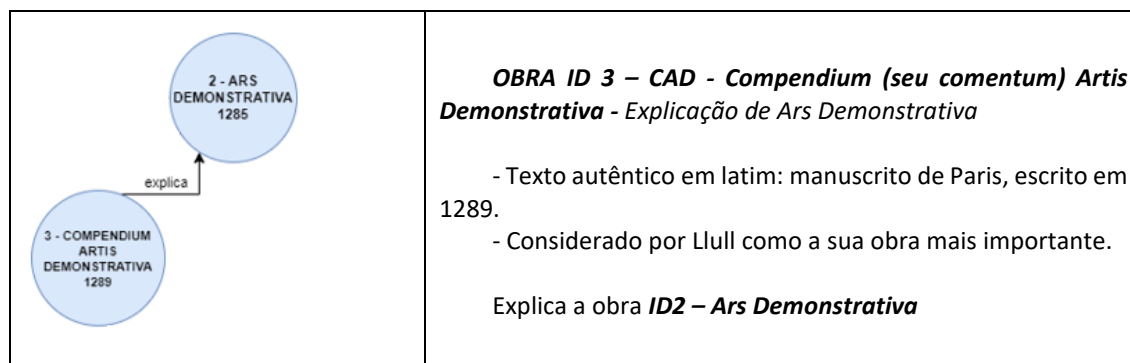 2 - ARS
DEMONSTRATIVA
1285
explica
3 - COMPENDIUM
ARTIS
DEMONSTRATIVA
1289
OBRA ID 3 – CAD - Compendium (seu comentum) Artis
Demonstrativa - Explicação de Ars Demonstrativa
- Texto autêntico em latim: manuscrito de Paris, escrito em
1289.
- Considerado por Llull como a sua obra mais importante.
Explica a obra ID2 – Ars Demonstrativa